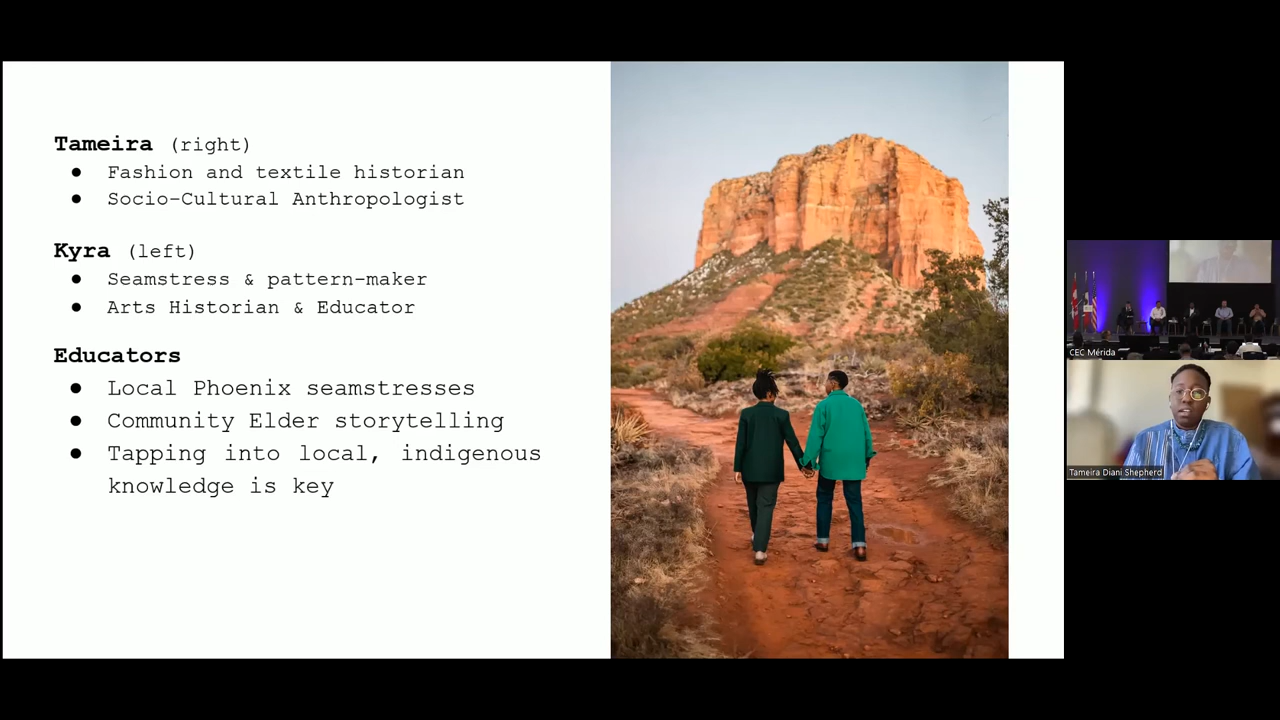 Tameira (right)
● Fashion and textile historian
● Socio-Cultural Anthropologist
Kyra (left)
● Seamstress & pattern-maker
● Arts Historian & Educator
Educators
● Local Phoenix seamstresses
● Community Elder storytelling
● Tapping into local, indigenous
knowledge is key
CEC Mérida
Tameira Diani Shepherd